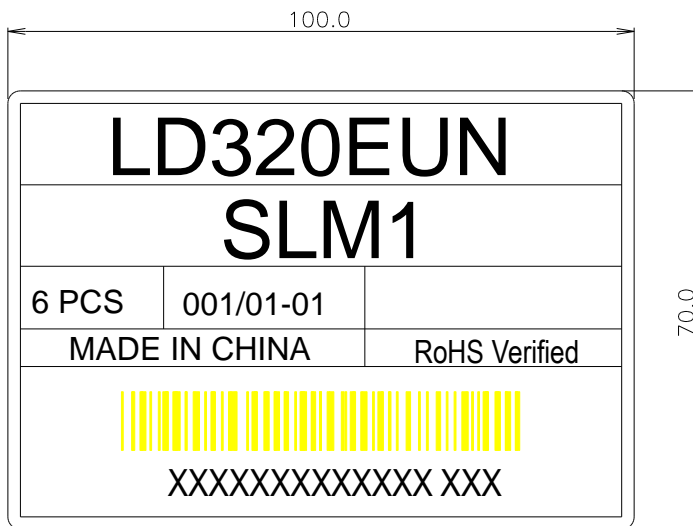 100.0
LD320EUN
SLM1
70.0
6 PCS 001/01-01
MADE IN CHINA RoHS Verified
XXXXXXXXXXXXX XXX